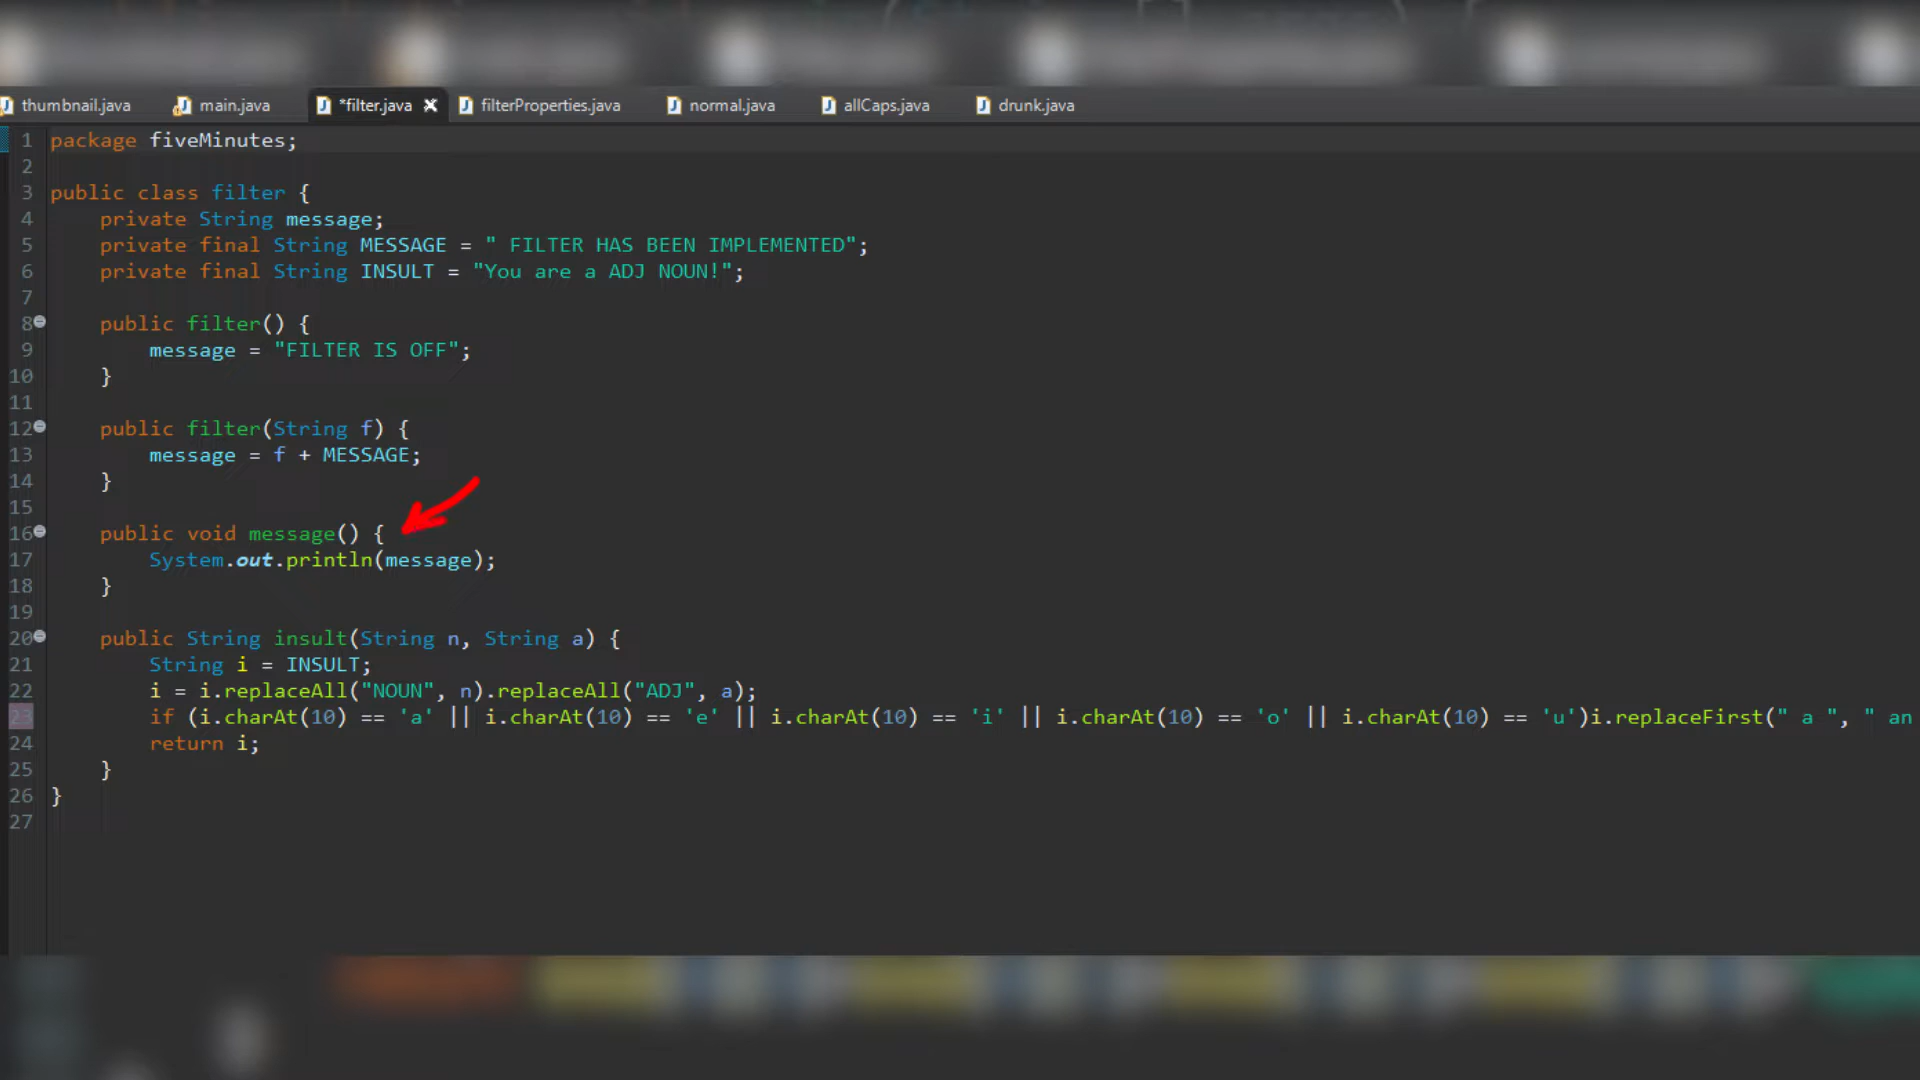 thumbnail.java main.java *filter.java filterProperties.java normal.java allCaps.java drunk.java
1 package fiveMinutes;
2
3 public class filter {
4 private String message;
5 private final String MESSAGE = " FILTER HAS BEEN IMPLEMENTED";
6 private final String INSULT = "You are a ADJ NOUN!";
7
8 public filter() {
9 message = "FILTER IS OFF";
10 }
11
12 public filter(String f) {
13 message = f + MESSAGE;
14 }
15
16 public void message() {
17 System.out.println(message);
18 }
19
20 public String insult(String n, String a) {
21 String i = INSULT;
22 i = i.replaceAll("NOUN", n).replaceAll("ADJ", a);
23 if (i.charAt(10) == 'a' || i.charAt(10) == 'e' || i.charAt(10) == 'i' || i.charAt(10) == 'o' || i.charAt(10) == 'u')i.replaceFirst(" a ", " an
24 return i;
25 }
26 }
27